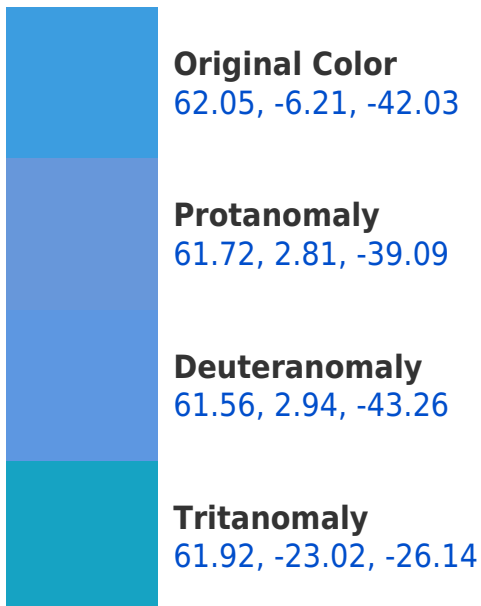 Original Color
62.05, -6.21, -42.03
Protanomaly
61.72, 2.81, -39.09
Deuteranomaly
61.56, 2.94, -43.26
Tritanomaly
61.92, -23.02, -26.14